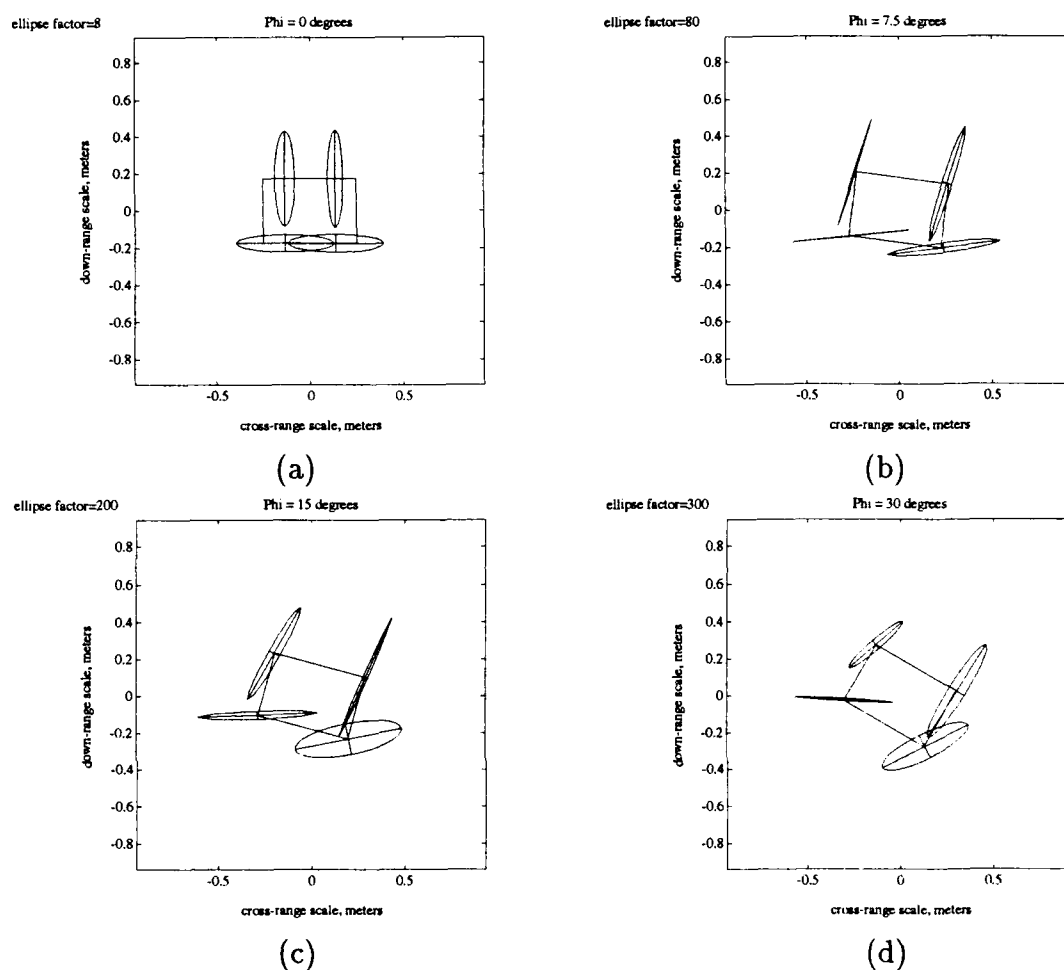 ellipse factor=8
Phi = 0 degrees
0.8
0.6
0.4
0.2
0
-0.2
-0.4
-0.6
-0.8
down-range scale, meters
-0.5
0
0.5
cross-range scale, meters
(a)
ellipse factor=80
Phi = 7.5 degrees
0.8
0.6
0.4
0.2
0
-0.2
-0.4
-0.6
-0.8
down-range scale, meters
-0.5
0
0.5
cross-range scale, meters
(b)
ellipse factor=200
Phi = 15 degrees
0.8
0.6
0.4
0.2
0
-0.2
-0.4
-0.6
-0.8
down-range scale, meters
-0.5
0
0.5
cross-range scale, meters
(c)
ellipse factor=300
Phi = 30 degrees
0.8
0.6
0.4
0.2
0
-0.2
-0.4
-0.6
-0.8
down-range scale, meters
-0.5
0
0.5
cross-range scale, meters
(d)